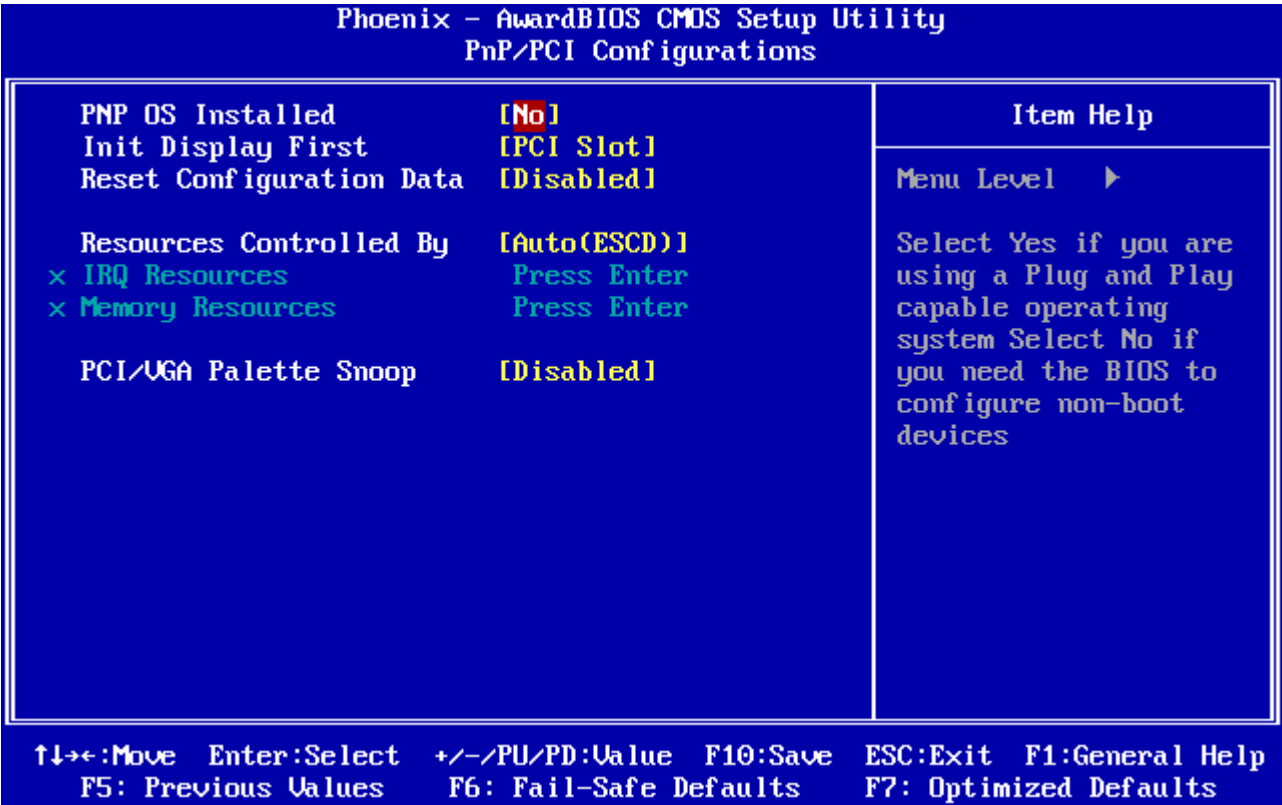 Phoenix - AwardBIOS CMOS Setup Utility
PnP/PCI Configurations
PNP OS Installed [No]
Init Display First [PCI Slot]
Reset Configuration Data [Disabled]
Resources Controlled By [Auto(ESCD)]
x IRQ Resources Press Enter
x Memory Resources Press Enter
PCI/VGA Palette Snoop [Disabled]
Item Help
Menu Level ▶
Select Yes if you are
using a Plug and Play
capable operating
system Select No if
you need the BIOS to
configure non-boot
devices
↑↓→←:Move Enter:Select +/-/PU/PD:Value F10:Save ESC:Exit F1:General Help
F5: Previous Values F6: Fail-Safe Defaults F7: Optimized Defaults